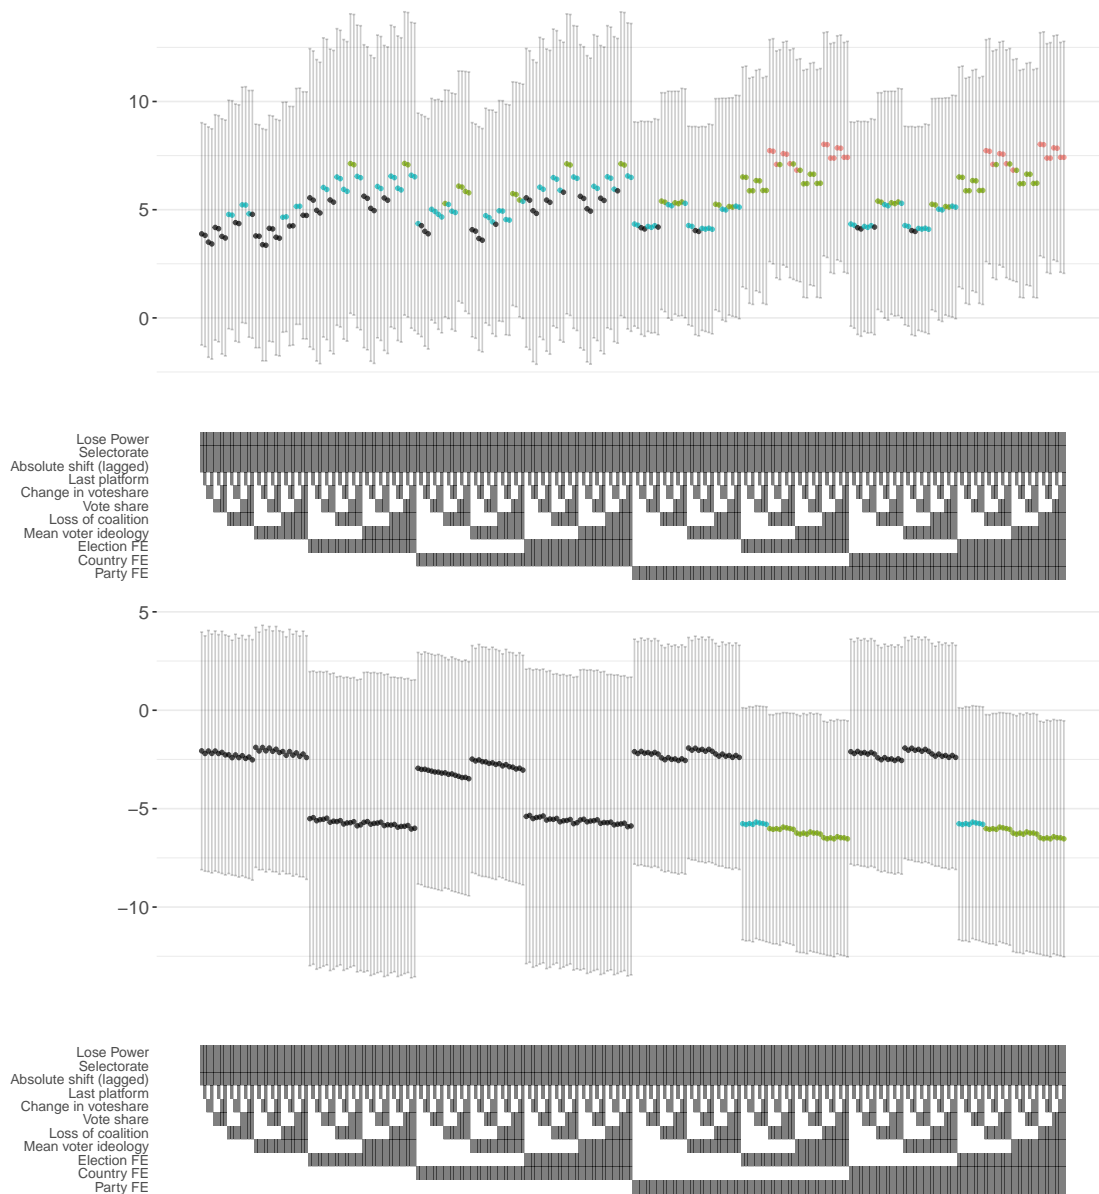 10
5
0
Lose Power
Selectorate
Absolute shift (lagged)
Last platform
Change in voteshare
Vote share
Loss of coalition
Mean voter ideology
Election FE
Country FE
Party FE
5
0
−5
−10
Lose Power
Selectorate
Absolute shift (lagged)
Last platform
Change in voteshare
Vote share
Loss of coalition
Mean voter ideology
Election FE
Country FE
Party FE